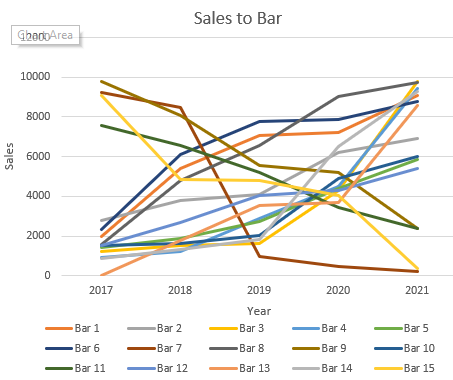 Sales to Bar
Chart Area
12000
10000
8000
6000
4000
2000
0
Sales
2017 2018 2019 2020 2021
Year
Bar 1 Bar 2 Bar 3 Bar 4 Bar 5
Bar 6 Bar 7 Bar 8 Bar 9 Bar 10
Bar 11 Bar 12 Bar 13 Bar 14 Bar 15